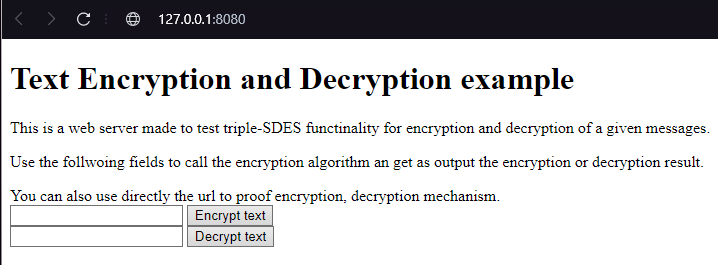 127.0.0.1:8080
Text Encryption and Decryption example
This is a web server made to test triple-SDES functinality for encryption and decryption of a given messages.
Use the follwoing fields to call the encryption algorithm an get as output the encryption or decryption result.
You can also use directly the url to proof encryption, decryption mechanism.
Encrypt text
Decrypt text